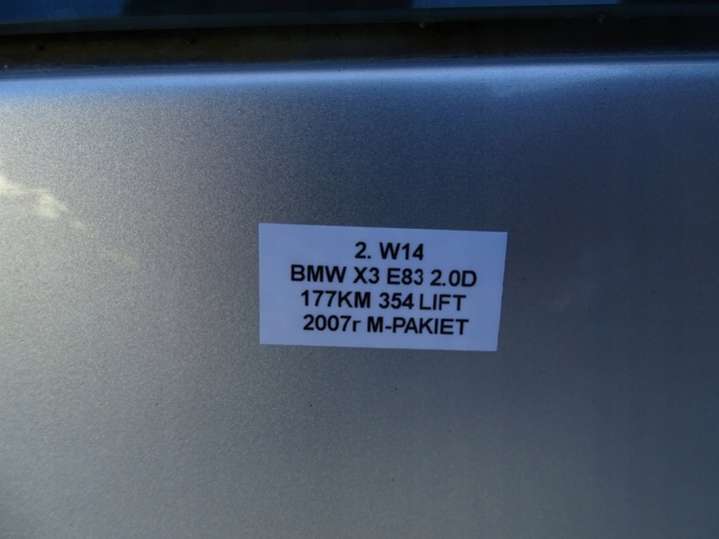 2. W14
BMW X3 E83 2.0D
177KM 354 LIFT
2007r M-PAKIET